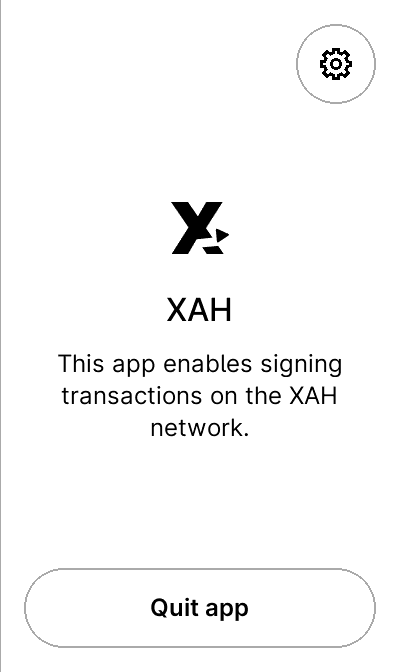 XAH
This app enables signing
transactions on the XAH
network.
Quit app